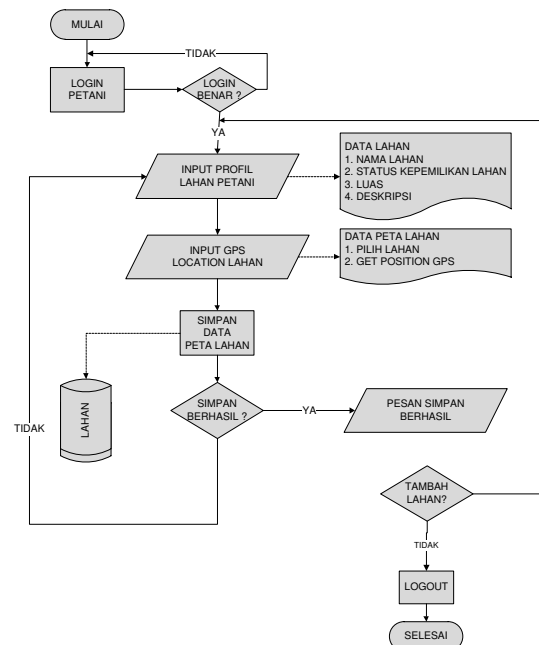 MULAI
TIDAK
LOGIN
PETANI
LOGIN
BENAR ?
YA
INPUT PROFIL
LAHAN PETANI
DATA LAHAN
1. NAMA LAHAN
2. STATUS KEPEMILIKAN LAHAN
3. LUAS
4. DESKRIPSI
INPUT GPS
LOCATION LAHAN
DATA PETA LAHAN
1. PILIH LAHAN
2. GET POSITION GPS
SIMPAN
DATA
PETA LAHAN
LAHAN
SIMPAN
BERHASIL ?
YA
PESAN SIMPAN
BERHASIL
TIDAK
TAMBAH
LAHAN?
TIDAK
LOGOUT
SELESAI